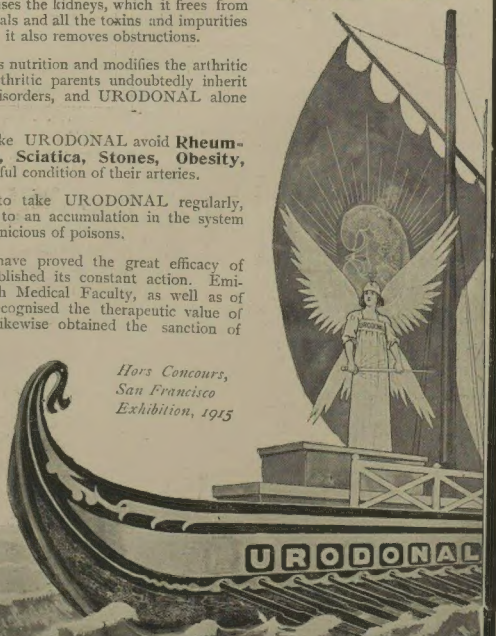 ses the kidneys, which it frees from
als and all the toxins and impurities
it also removes obstructions.
s nutrition and modifies the arthritic
thritic parents undoubtedly inherit
isorders, and URODONAL alone
ke URODONAL avoid Rheum-
, Sciatica, Stones, Obesity,
ful condition of their arteries.
to take URODONAL regularly,
to an accumulation in the system
nicious of poisons.
have proved the great efficacy of
blished its constant action. Emi-
h Medical Faculty, as well as of
cognised the therapeutic value of
ikewise obtained the sanction of
Hors Concours,
San Francisco
Exhibition, 1915
URODONAL
URODONAL